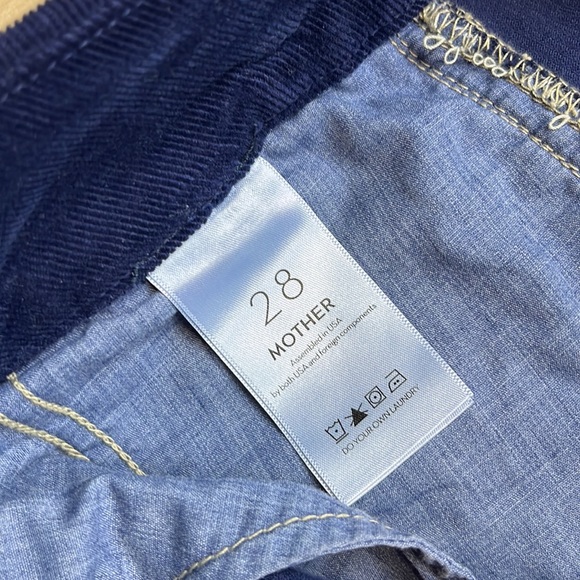 28
MOTHER
Assembled in USA
by both USA and foreign components
DO YOUR OWN LAUNDRY